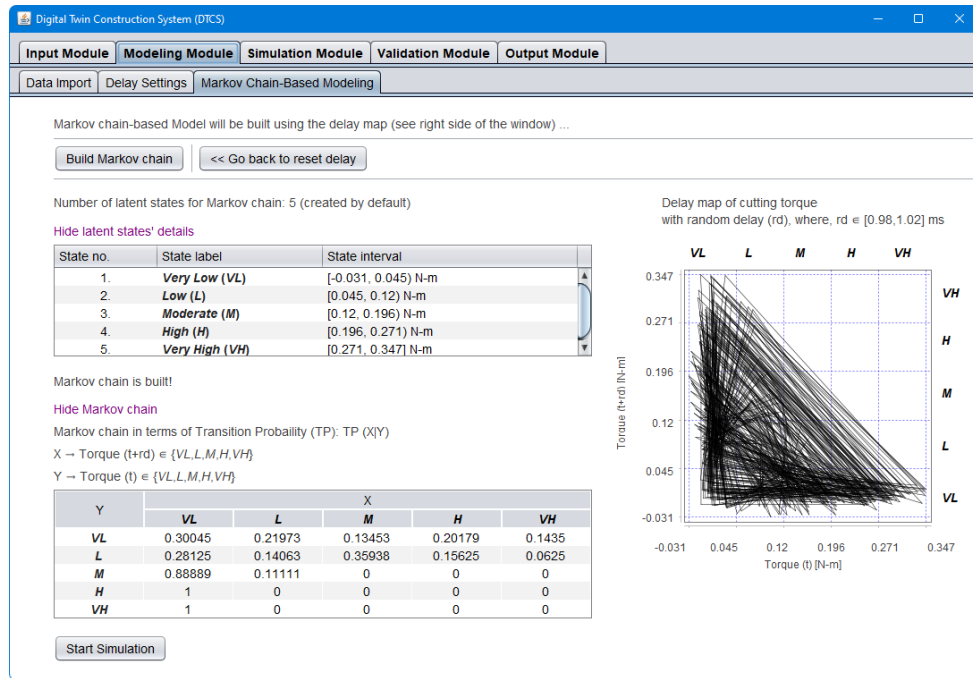 Digital Twin Construction System (DTCS)
Input Module Modeling Module Simulation Module Validation Module Output Module
Data Import Delay Settings Markov Chain-Based Modeling
Markov chain-based Model will be built using the delay map (see right side of the window) ...
Build Markov chain << Go back to reset delay
Number of latent states for Markov chain: 5 (created by default)
Hide latent states' details
State no. State label State interval
1. Very Low (VL) [-0.031, 0.045) N-m
2. Low (L) [0.045, 0.12) N-m
3. Moderate (M) [0.12, 0.196) N-m
4. High (H) [0.196, 0.271) N-m
5. Very High (VH) [0.271, 0.347] N-m
Markov chain is built!
Hide Markov chain
Markov chain in terms of Transition Probaility (TP): TP (X|Y)
X → Torque (t+rd) ∈ {VL,L,M,H,VH}
Y → Torque (t) ∈ {VL,L,M,H,VH}
Y X
VL L M H VH
VL 0.30045 0.21973 0.13453 0.20179 0.1435
L 0.28125 0.14063 0.35938 0.15625 0.0625
M 0.88889 0.11111 0 0 0
H 1 0 0 0 0
VH 1 0 0 0 0
Start Simulation
Delay map of cutting torque
with random delay (rd), where, rd ∈ [0.98,1.02] ms
VL L M H VH
0.347
VH
0.271
H
0.196
M
0.12
L
0.045
VL
-0.031
Torque (t+rd) [N-m]
-0.031 0.045 0.12 0.196 0.271 0.347
Torque (t) [N-m]